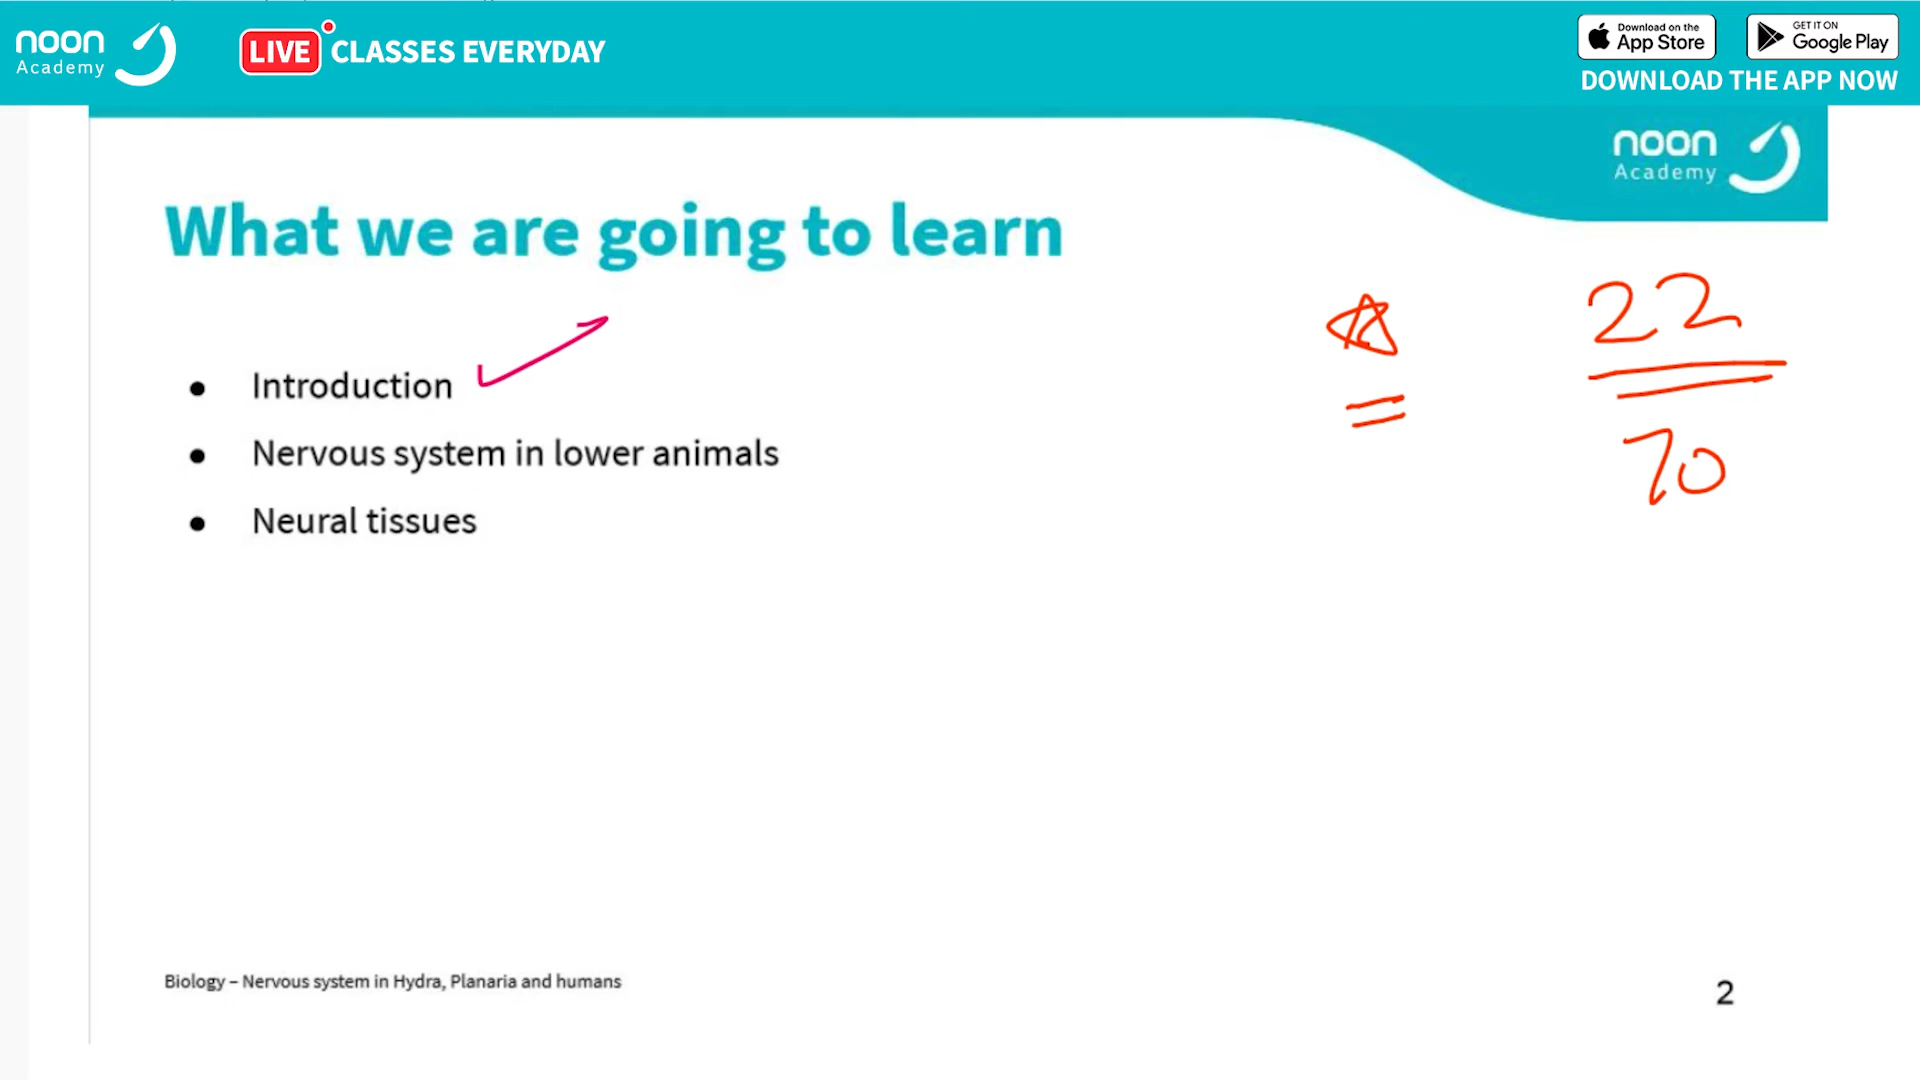 noon
Academy
LIVE CLASSES EVERYDAY
Download on the
App Store
GET IT ON
Google Play
DOWNLOAD THE APP NOW
noon
Academy
What we are going to learn
• Introduction
• Nervous system in lower animals
• Neural tissues
=
22
70
Biology – Nervous system in Hydra, Planaria and humans
2